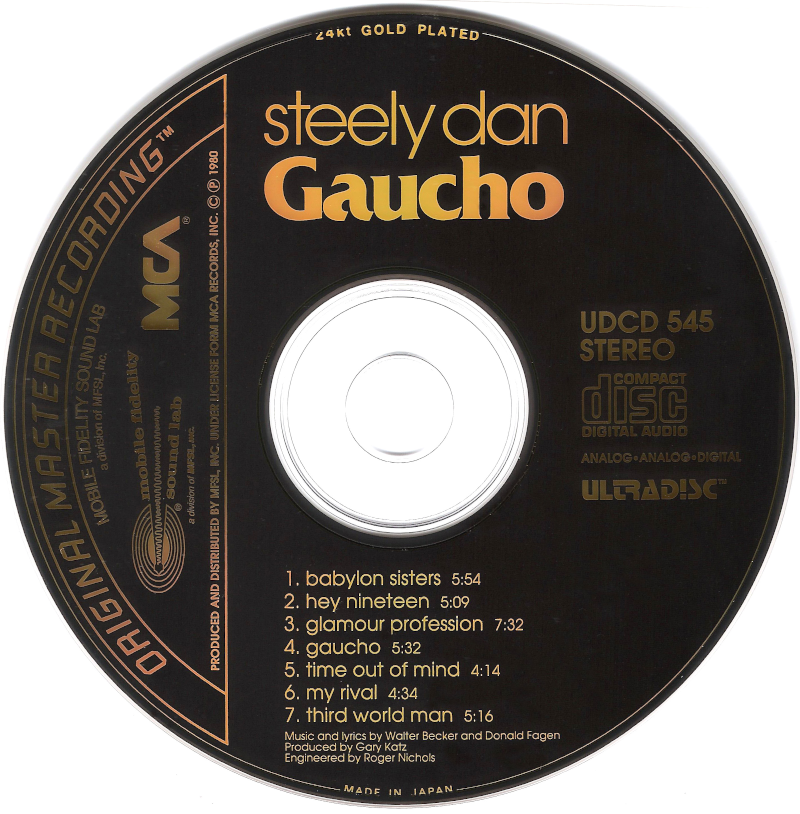 24kt GOLD PLATED
steely dan
Gaucho
ORIGINAL MASTER RECORDING™
MOBILE FIDELITY SOUND LAB
a division of MFSL, Inc.
MCA®
mobile fidelity
sound lab
® a division of MFSL, Inc.
PRODUCED AND DISTRIBUTED BY MFSL, INC. UNDER LICENSE FORM MCA RECORDS, INC. © ℗ 1980
UDCD 545
STEREO
COMPACT
disc
DIGITAL AUDIO
ANALOG•ANALOG•DIGITAL
ULTRADISC™
1. babylon sisters 5:54
2. hey nineteen 5:09
3. glamour profession 7:32
4. gaucho 5:32
5. time out of mind 4:14
6. my rival 4:34
7. third world man 5:16
Music and lyrics by Walter Becker and Donald Fagen
Produced by Gary Katz
Engineered by Roger Nichols
MADE IN JAPAN